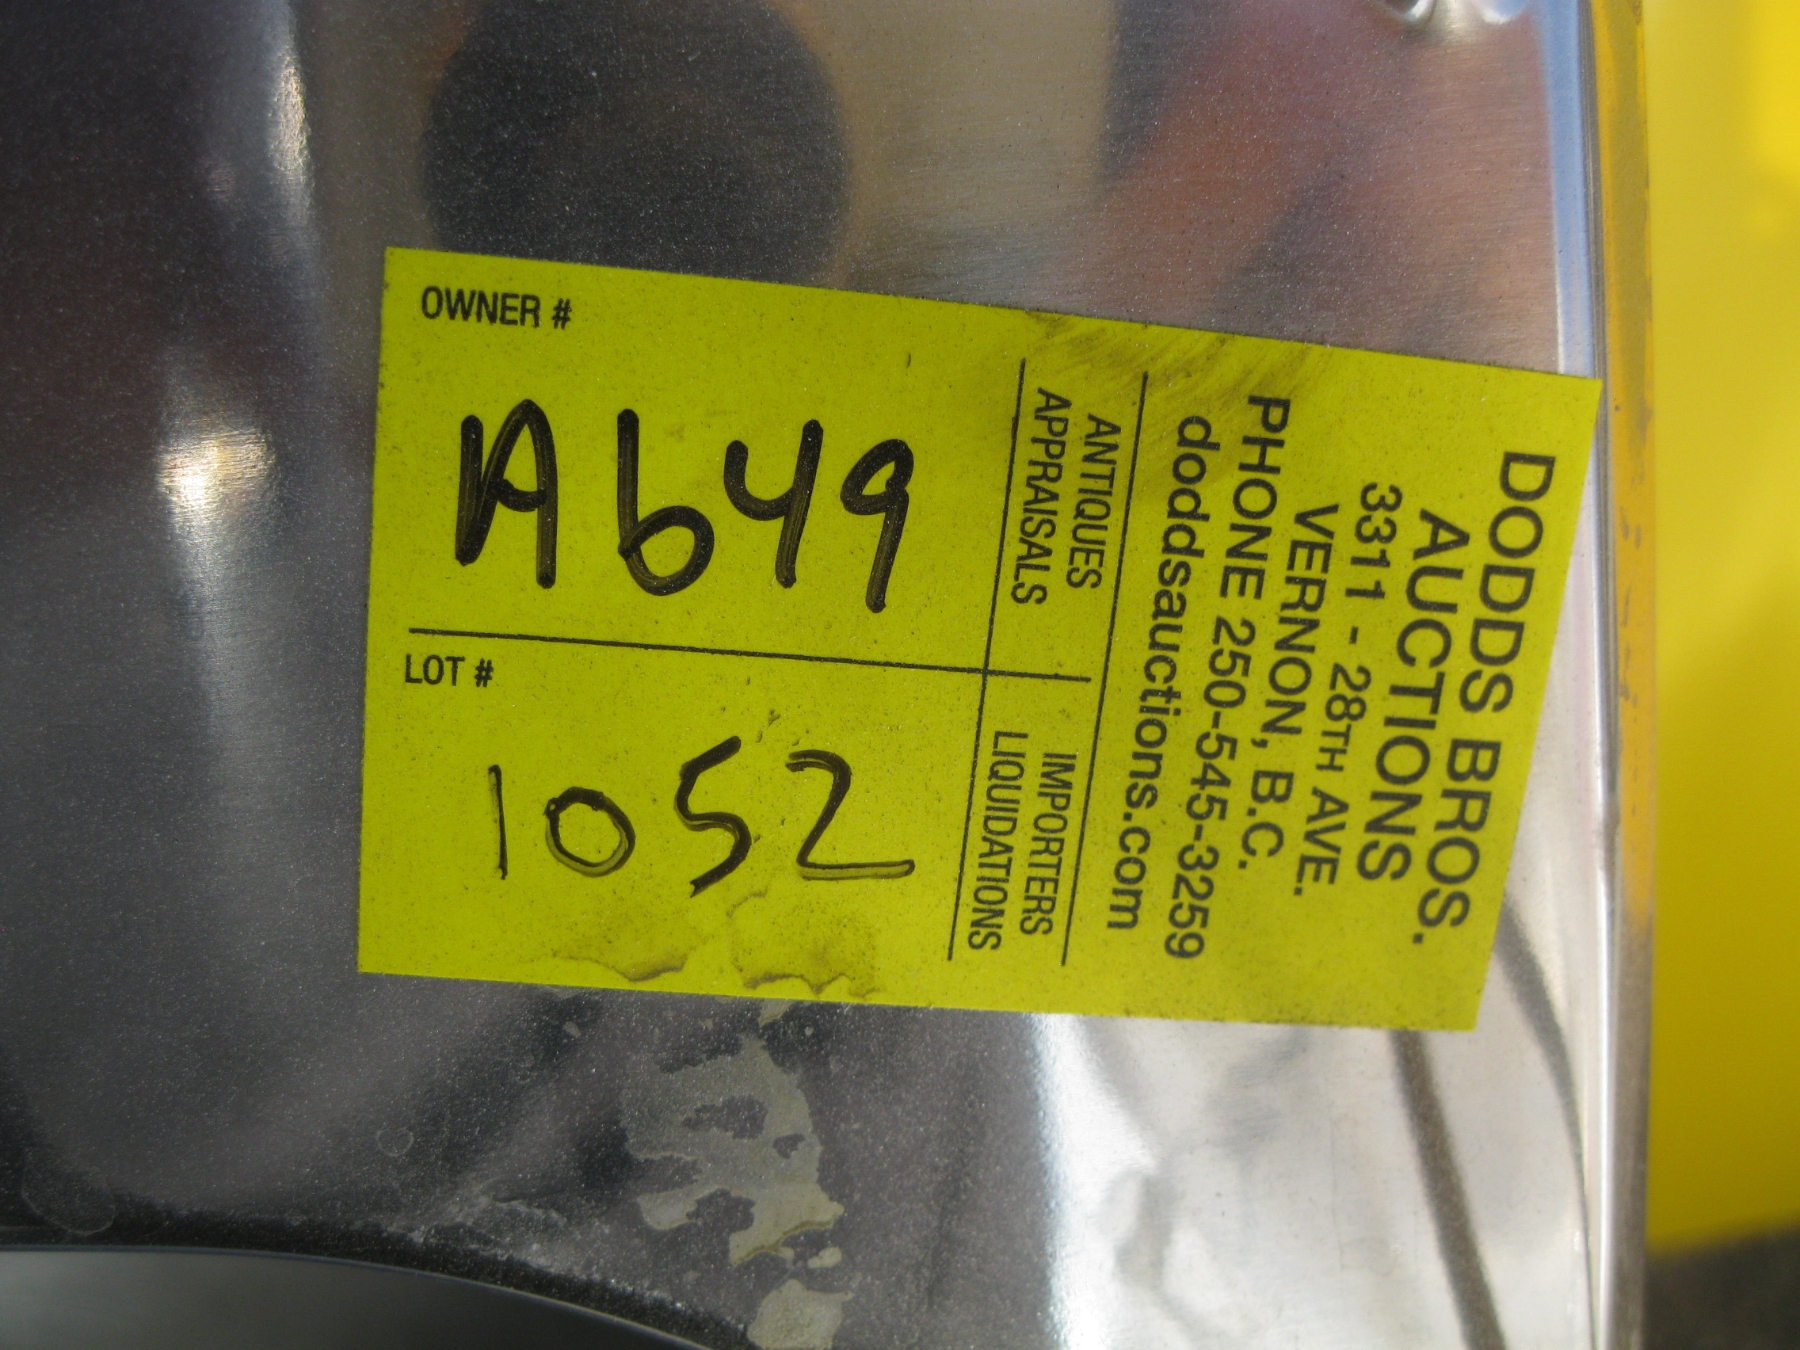 OWNER #
A649
LOT #
1052
DODDS BROS.
AUCTIONS
3311 - 28TH AVE.
VERNON, B.C.
PHONE 250-545-3259
doddsauctions.com
ANTIQUES IMPORTERS
APPRAISALS LIQUIDATIONS